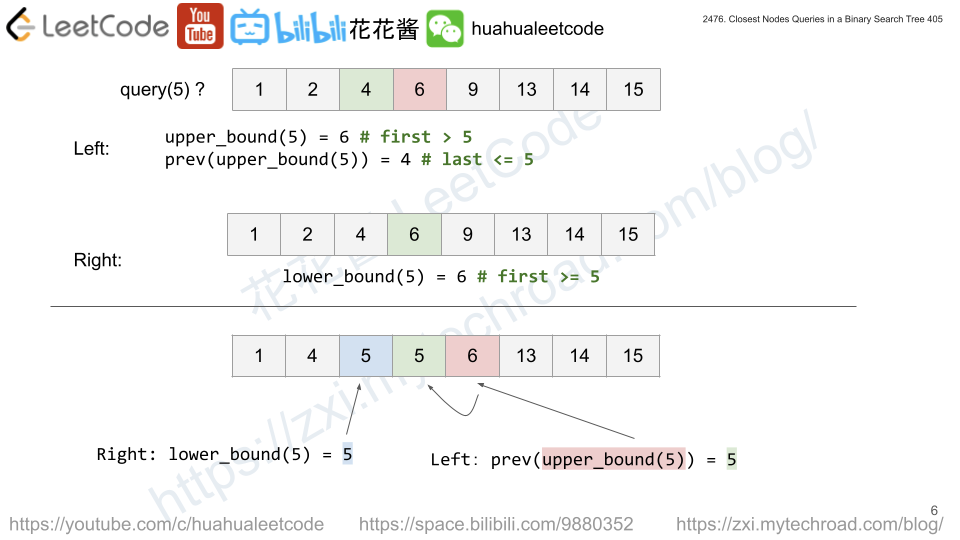 LeetCode You Tube bilibili 花花酱 huahualeetcode
2476. Closest Nodes Queries in a Binary Search Tree 405
query(5) ? 1 2 4 6 9 13 14 15
Left:
upper_bound(5) = 6 # first > 5
prev(upper_bound(5)) = 4 # last <= 5
1 2 4 6 9 13 14 15
Right:
lower_bound(5) = 6 # first >= 5
1 4 5 5 6 13 14 15
Right: lower_bound(5) = 5
Left: prev(upper_bound(5)) = 5
花花酱 LeetCode
https://zxi.mytechroad.com/blog/
6
https://youtube.com/c/huahualeetcode https://space.bilibili.com/9880352 https://zxi.mytechroad.com/blog/